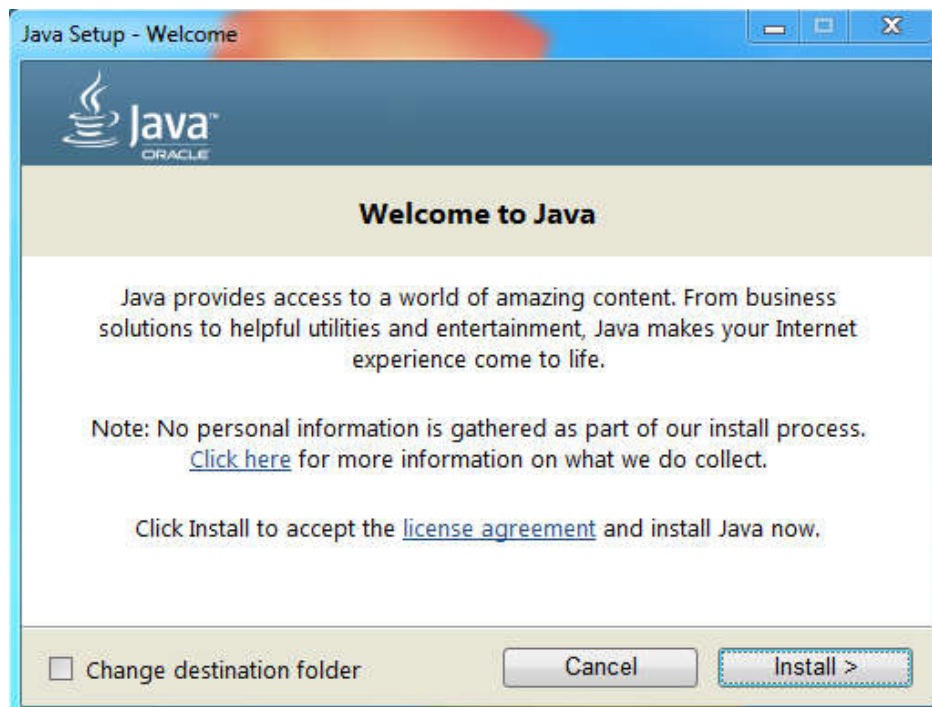 Java Setup - Welcome
Java™
ORACLE
Welcome to Java
Java provides access to a world of amazing content. From business
solutions to helpful utilities and entertainment, Java makes your Internet
experience come to life.
Note: No personal information is gathered as part of our install process.
Click here for more information on what we do collect.
Click Install to accept the license agreement and install Java now.
Change destination folder
Cancel
Install >